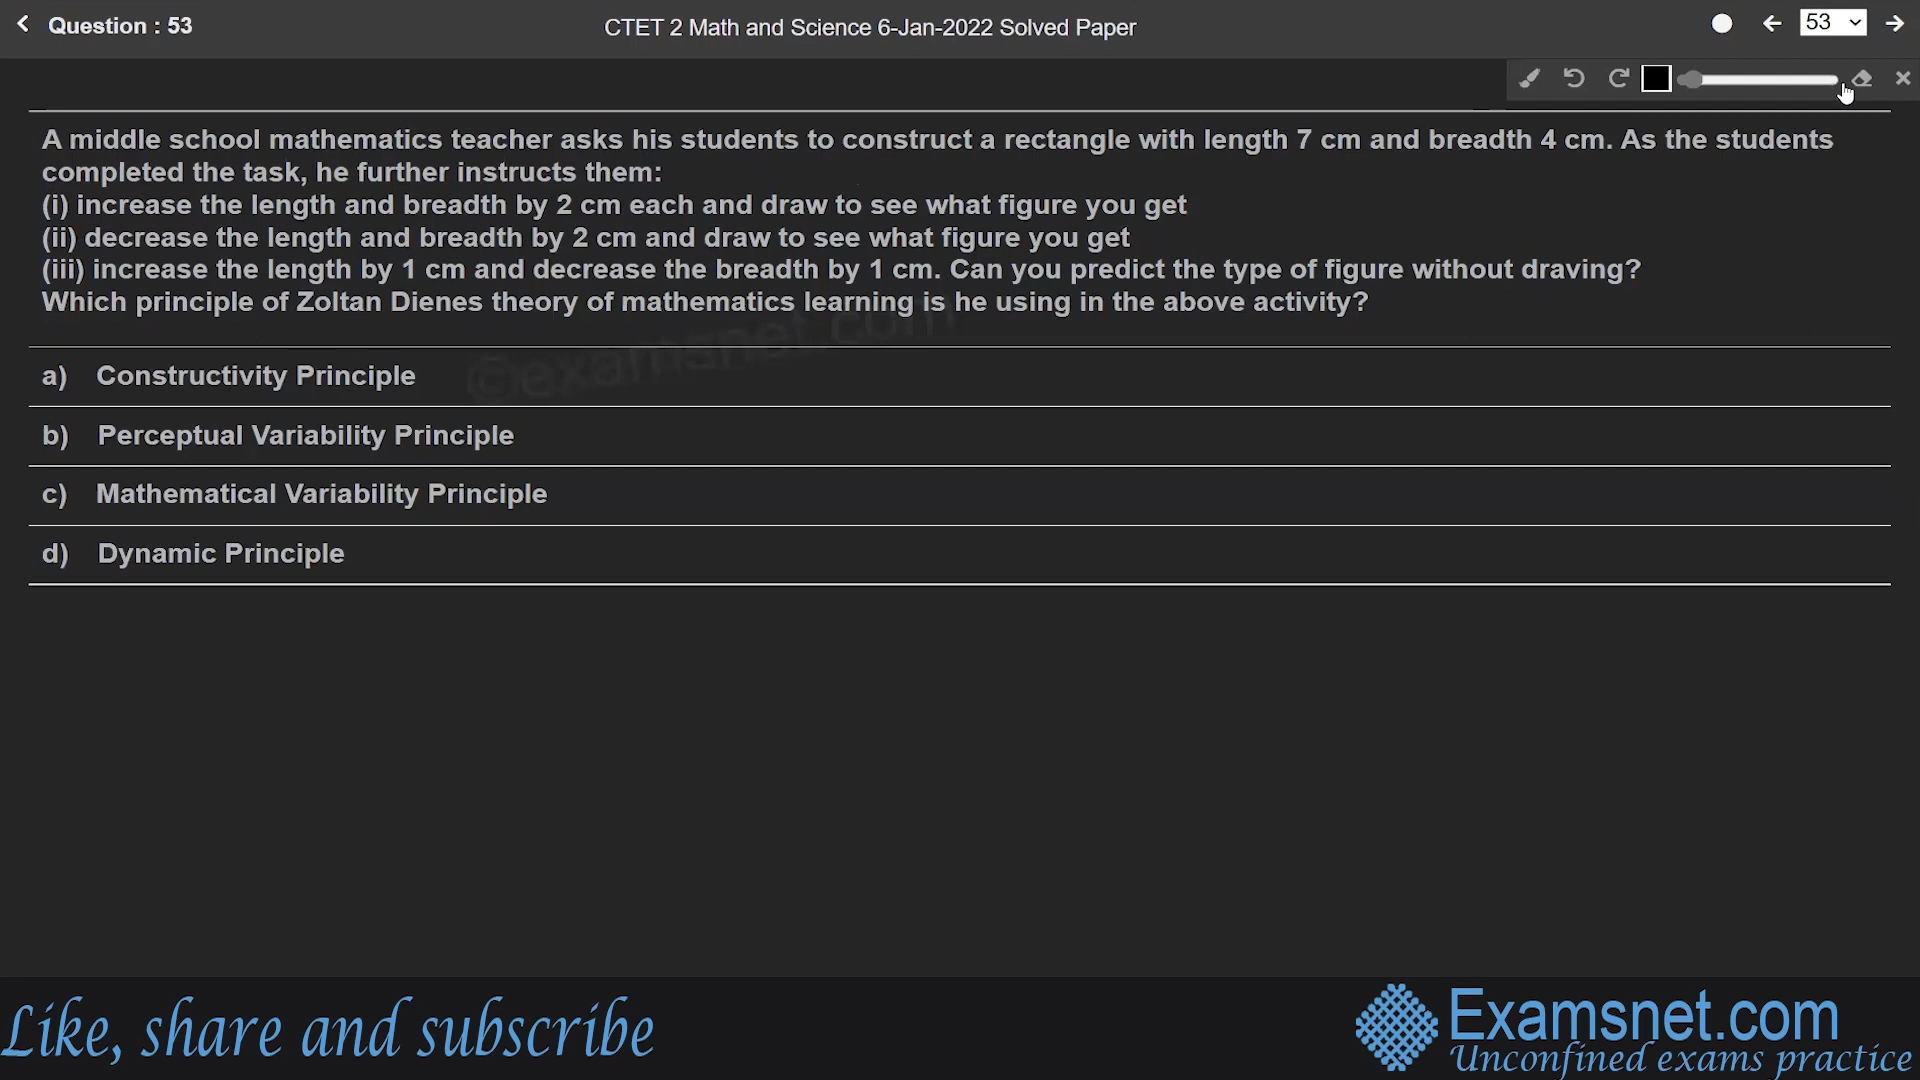 Question : 53
CTET 2 Math and Science 6-Jan-2022 Solved Paper
53
A middle school mathematics teacher asks his students to construct a rectangle with length 7 cm and breadth 4 cm. As the students
completed the task, he further instructs them:
(i) increase the length and breadth by 2 cm each and draw to see what figure you get
(ii) decrease the length and breadth by 2 cm and draw to see what figure you get
(iii) increase the length by 1 cm and decrease the breadth by 1 cm. Can you predict the type of figure without draving?
Which principle of Zoltan Dienes theory of mathematics learning is he using in the above activity?
©examsnet.com
a) Constructivity Principle
b) Perceptual Variability Principle
c) Mathematical Variability Principle
d) Dynamic Principle
Like, share and subscribe
Examsnet.com
Unconfined exams practice